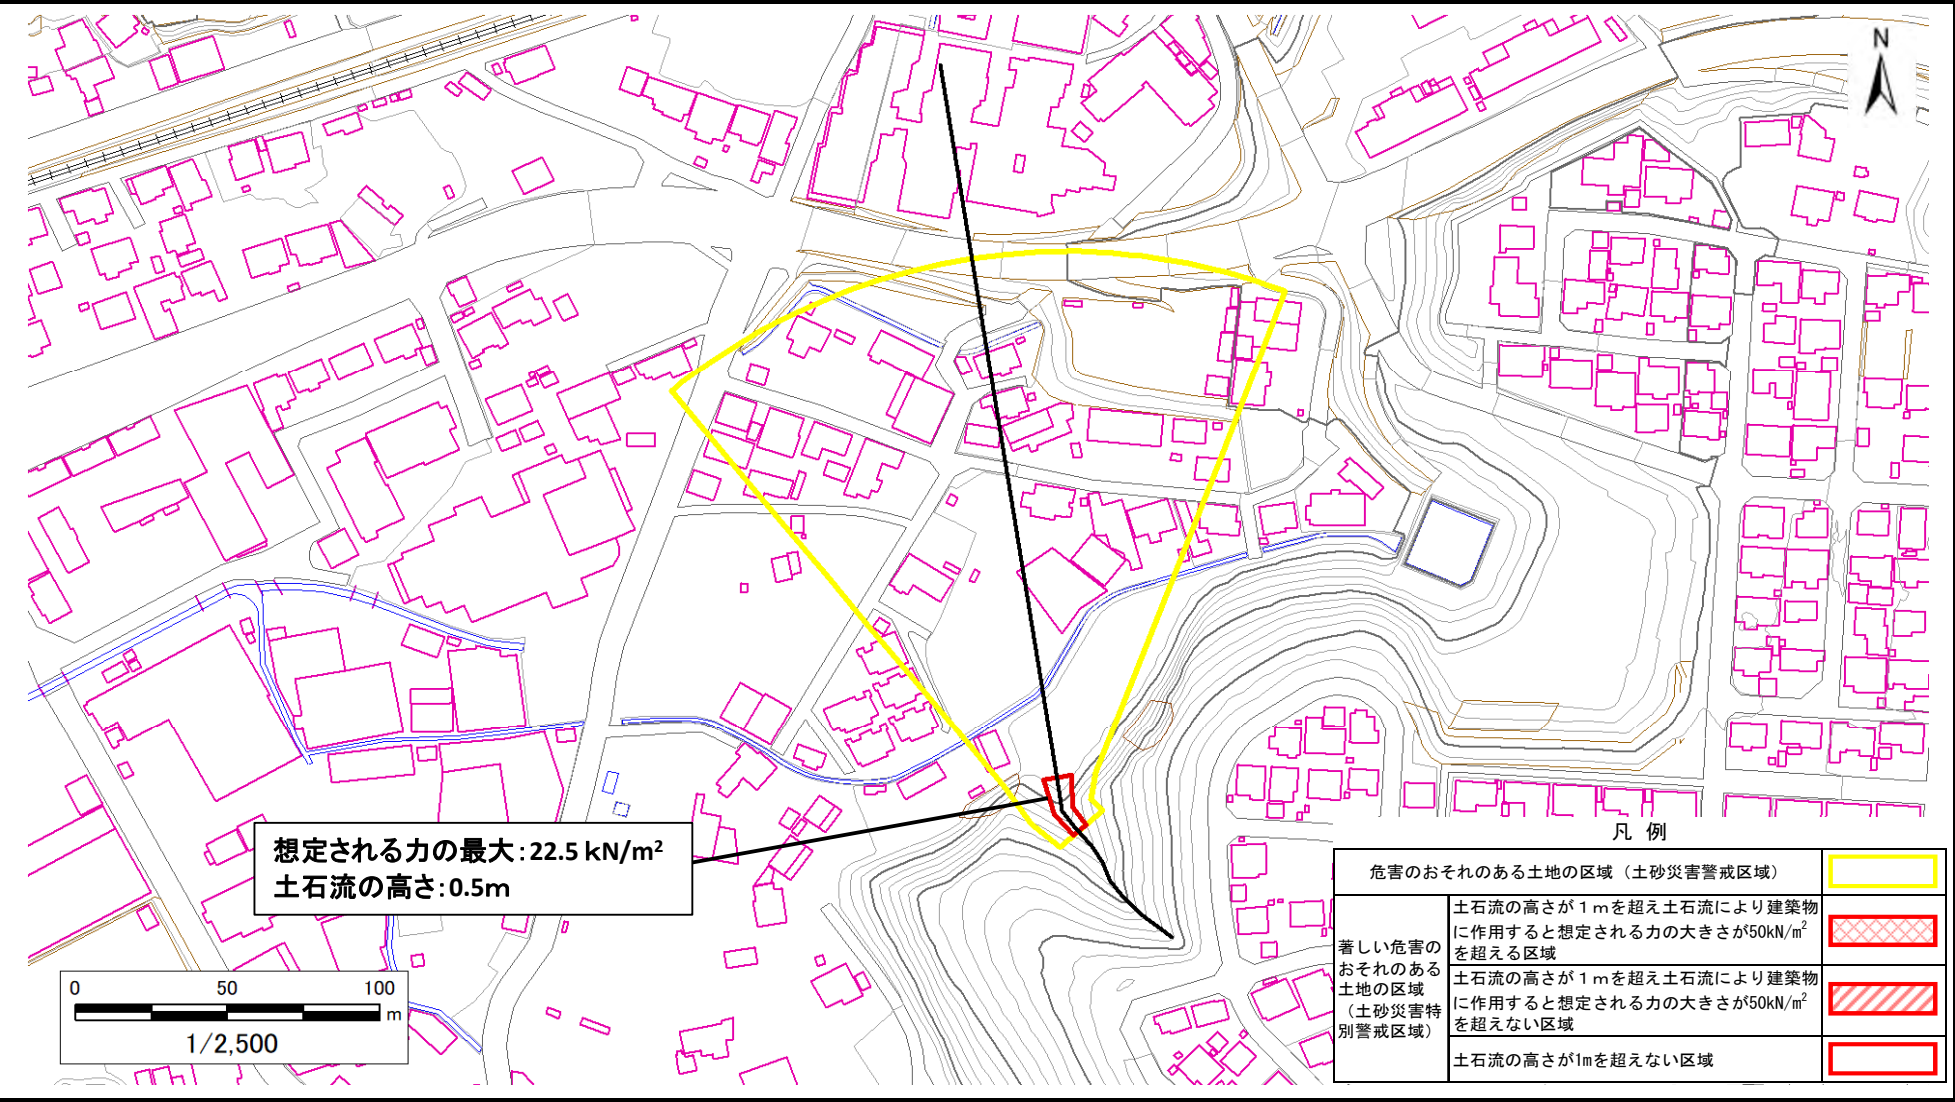 N
想定される力の最大：22.5 kN/m²
土石流の高さ：0.5m
0 50 100
m
1/2,500
凡 例
危害のおそれのある土地の区域（土砂災害警戒区域）
著しい危害の
おそれのある
土地の区域
（土砂災害特
別警戒区域）
土石流の高さが１ｍを超え土石流により建築物
に作用すると想定される力の大きさが50kN/㎡
を超える区域
土石流の高さが１ｍを超え土石流により建築物
に作用すると想定される力の大きさが50kN/㎡
を超えない区域
土石流の高さが1mを超えない区域